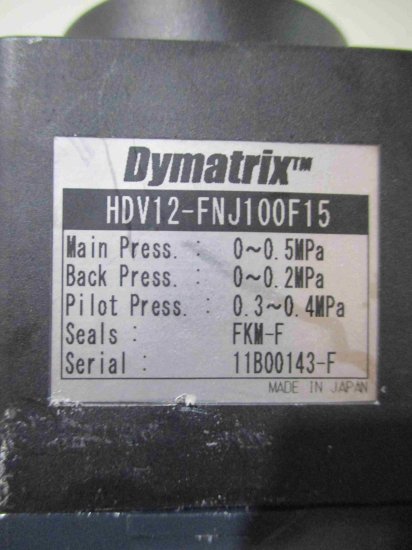 Dymatrix™
HDV12-FNJ100F15
Main Press. : 0~0.5MPa
Back Press. : 0~0.2MPa
Pilot Press. : 0.3~0.4MPa
Seals : FKM-F
Serial : 11B00143-F
MADE IN JAPAN